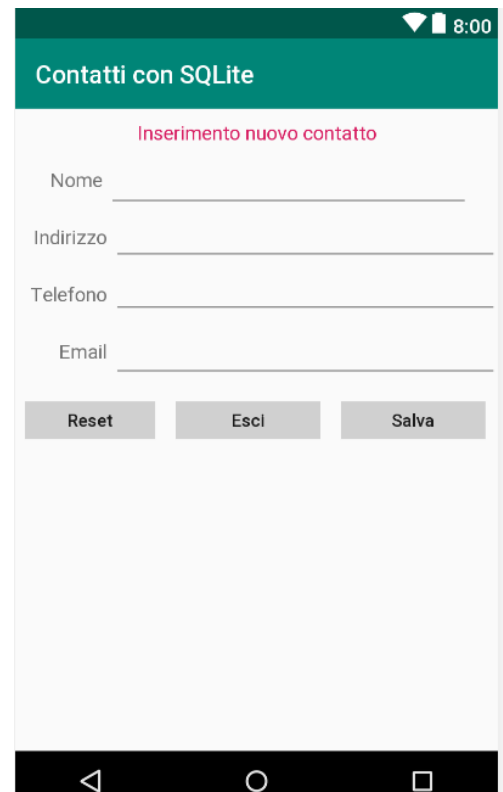 8:00
Contatti con SQLite
Inserimento nuovo contatto
Nome
Indirizzo
Telefono
Email
Reset Esci Salva